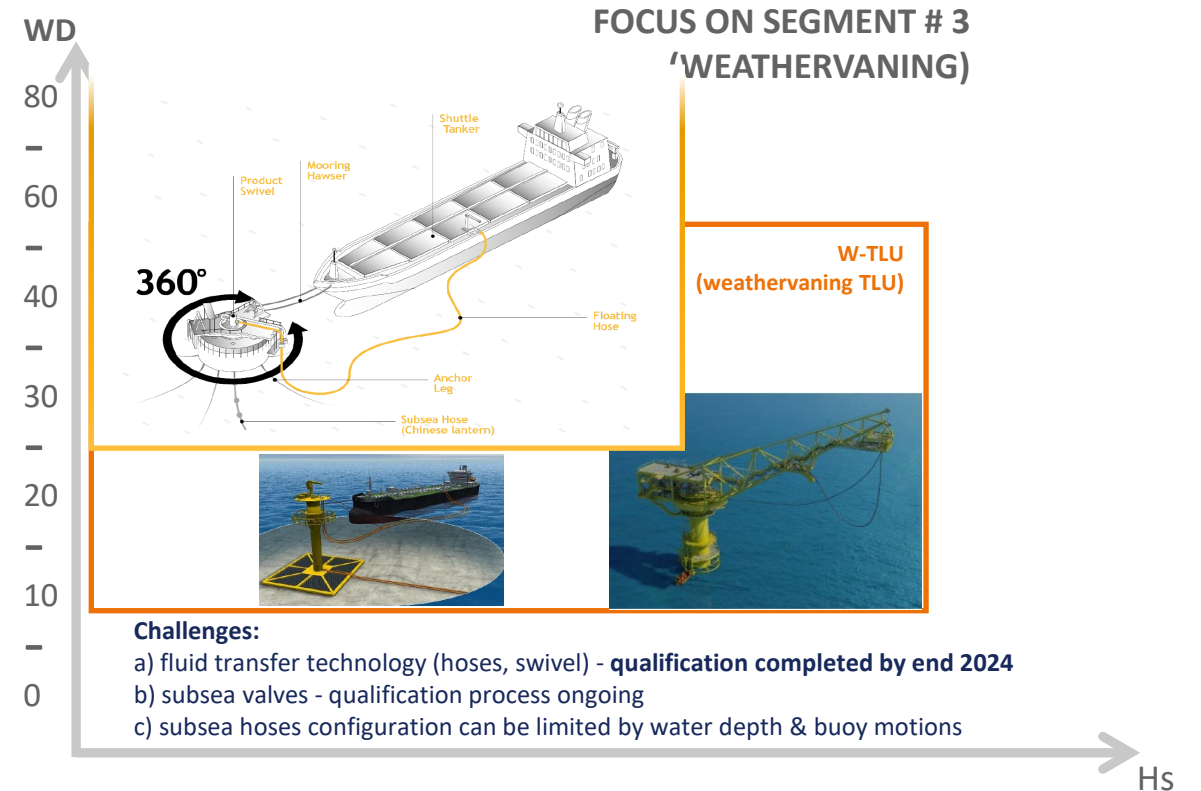 WD
FOCUS ON SEGMENT # 3
(WEATHERVANING)
80
–
60
–
40
–
30
–
20
–
10
–
0
Shuttle
Tanker
Mooring
Hawser
Product
Swivel
360°
Floating
Hose
Anchor
Leg
Subsea Hose
(Chinese lantern)
W-TLU
(weathervaning TLU)
Challenges:
a) fluid transfer technology (hoses, swivel) - qualification completed by end 2024
b) subsea valves - qualification process ongoing
c) subsea hoses configuration can be limited by water depth & buoy motions
Hs